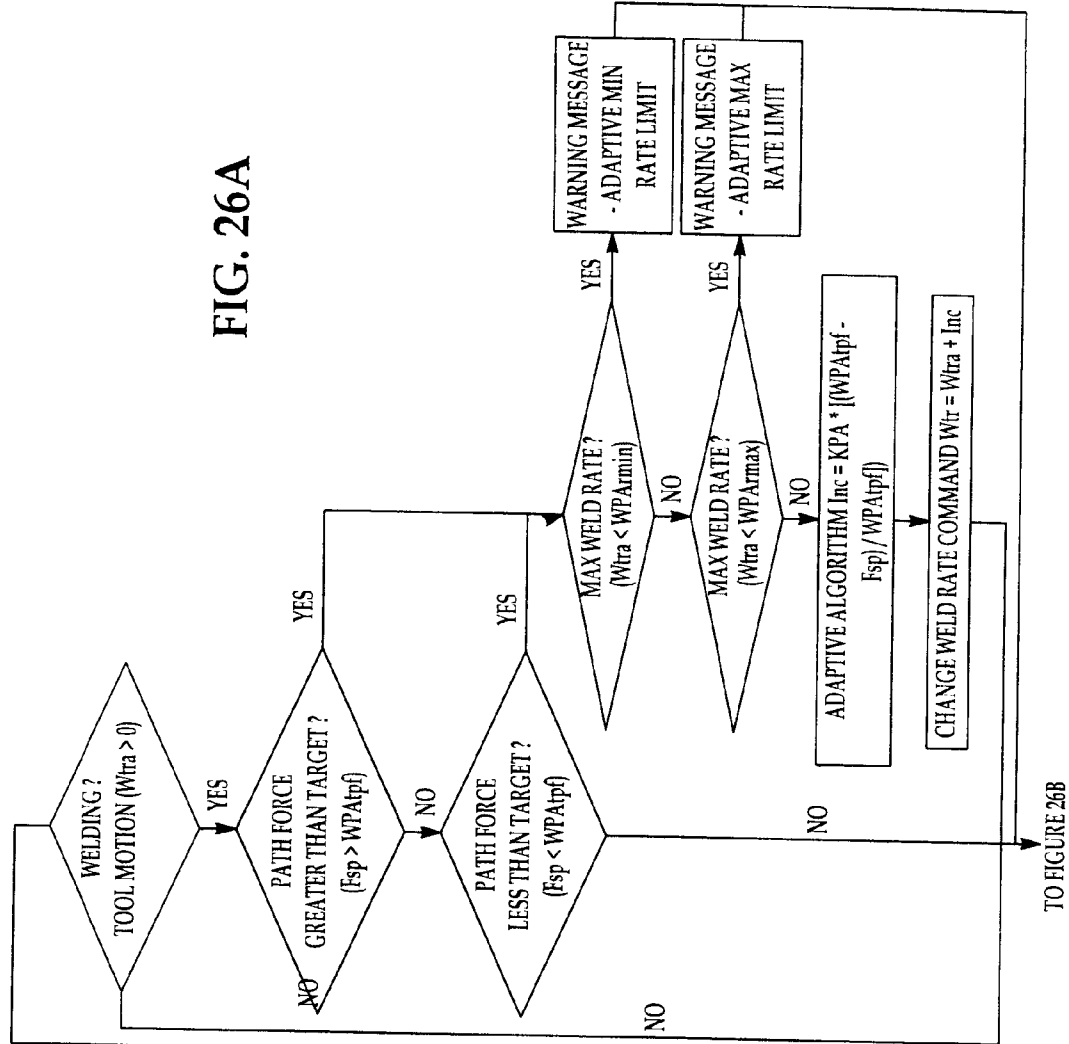 FIG. 26A
WELDING ?
TOOL MOTION (Wtra > 0)
YES
PATH FORCE
GREATER THAN TARGET ?
(Fsp > WPAtpf)
YES
NO
NO
PATH FORCE
LESS THAN TARGET ?
(Fsp < WPAtpf)
YES
MAX WELD RATE ?
(Wtra < WPArmin)
YES
WARNING MESSAGE
- ADAPTIVE MIN
RATE LIMIT
NO
MAX WELD RATE ?
(Wtra < WPArmax)
YES
WARNING MESSAGE
- ADAPTIVE MAX
RATE LIMIT
NO
ADAPTIVE ALGORITHM Inc = KPA * [(WPAtpf -
Fsp) / WPAtpf]
CHANGE WELD RATE COMMAND Wtr = Wtra + Inc
NO
NO
TO FIGURE 26B